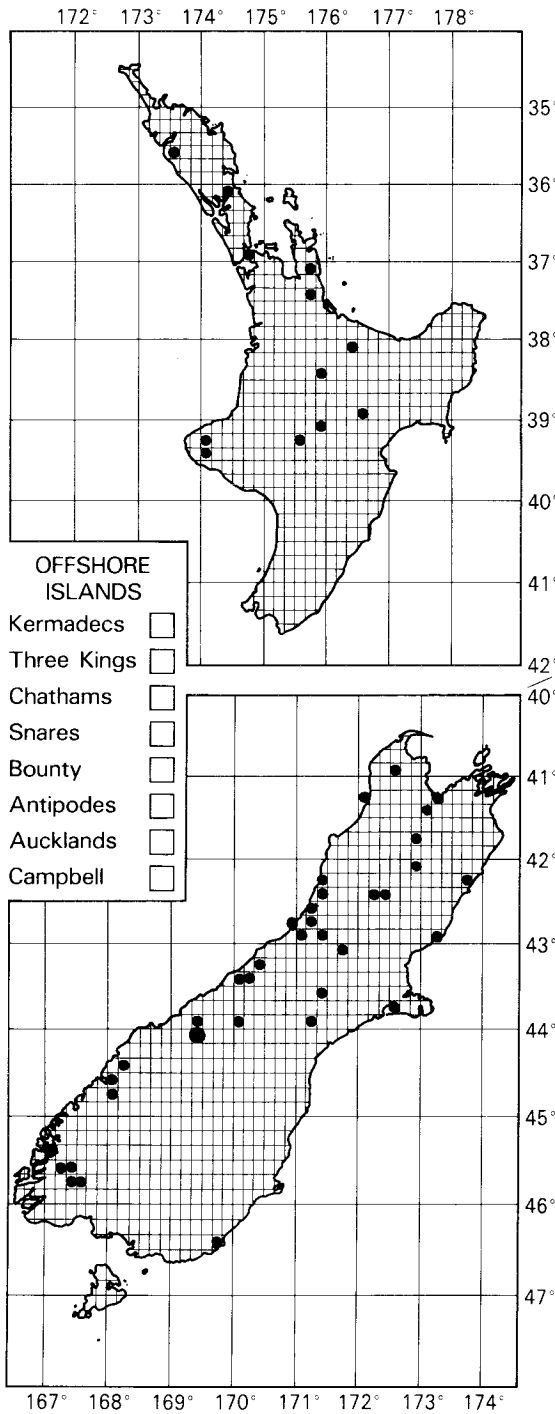 172° 173° 174° 175° 176° 177° 178°
35°
36°
37°
38°
39°
40°
41°
42°
OFFSHORE
ISLANDS
Kermadecs
Three Kings
Chathams
Snares
Bounty
Antipodes
Aucklands
Campbell
40°
41°
42°
43°
44°
45°
46°
47°
167° 168° 169° 170° 171° 172° 173° 174°